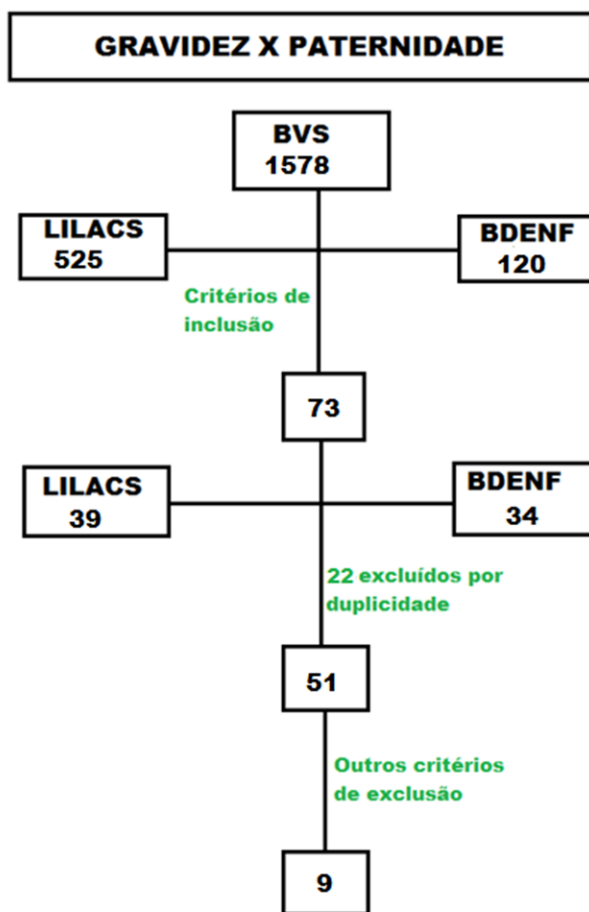 GRAVIDEZ X PATERNIDADE
BVS
1578
LILACS
525
BDENF
120
Critérios de
inclusão
73
LILACS
39
BDENF
34
22 excluídos por
duplicidade
51
Outros critérios
de exclusão
9